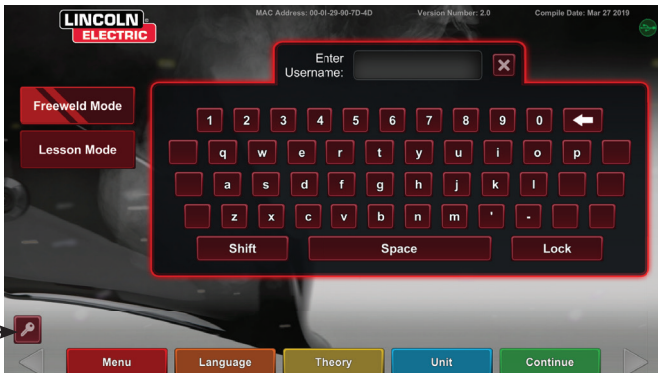 LINCOLN
ELECTRIC
MAC Address: 00-0I-29-90-7D-4D Version Number: 2.0 Compile Date: Mar 27 2019
Enter
Username:
Freeweld Mode
Lesson Mode
1 2 3 4 5 6 7 8 9 0
q w e r t y u i o p
a s d f g h j k l
z x c v b n m ' -
Shift Space Lock
Menu Language Theory Unit Continue